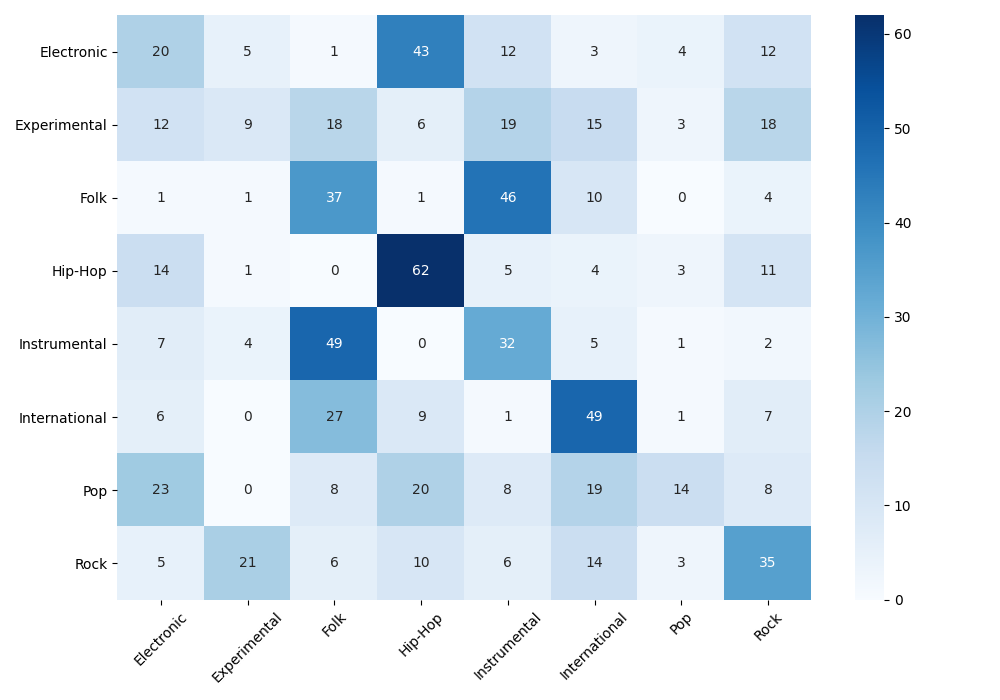 Electronic 20 5 1 43 12 3 4 12
Experimental 12 9 18 6 19 15 3 18
Folk 1 1 37 1 46 10 0 4
Hip-Hop 14 1 0 62 5 4 3 11
Instrumental 7 4 49 0 32 5 1 2
International 6 0 27 9 1 49 1 7
Pop 23 0 8 20 8 19 14 8
Rock 5 21 6 10 6 14 3 35
Electronic Experimental Folk Hip-Hop Instrumental International Pop Rock
60
50
40
30
20
10
0